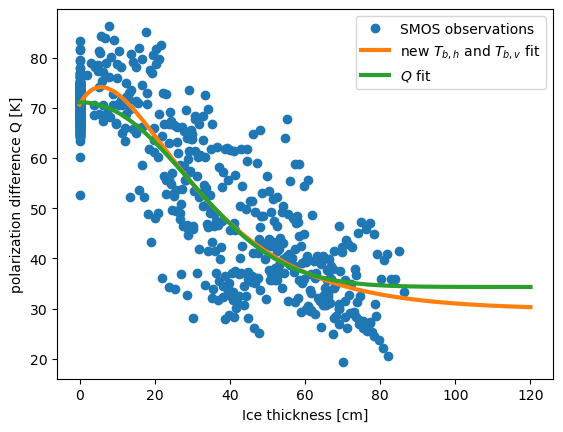 SMOS observations
new T_{b,h} and T_{b,v} fit
Q fit
polarization difference Q [K]
80
70
60
50
40
30
20
0 20 40 60 80 100 120
Ice thickness [cm]